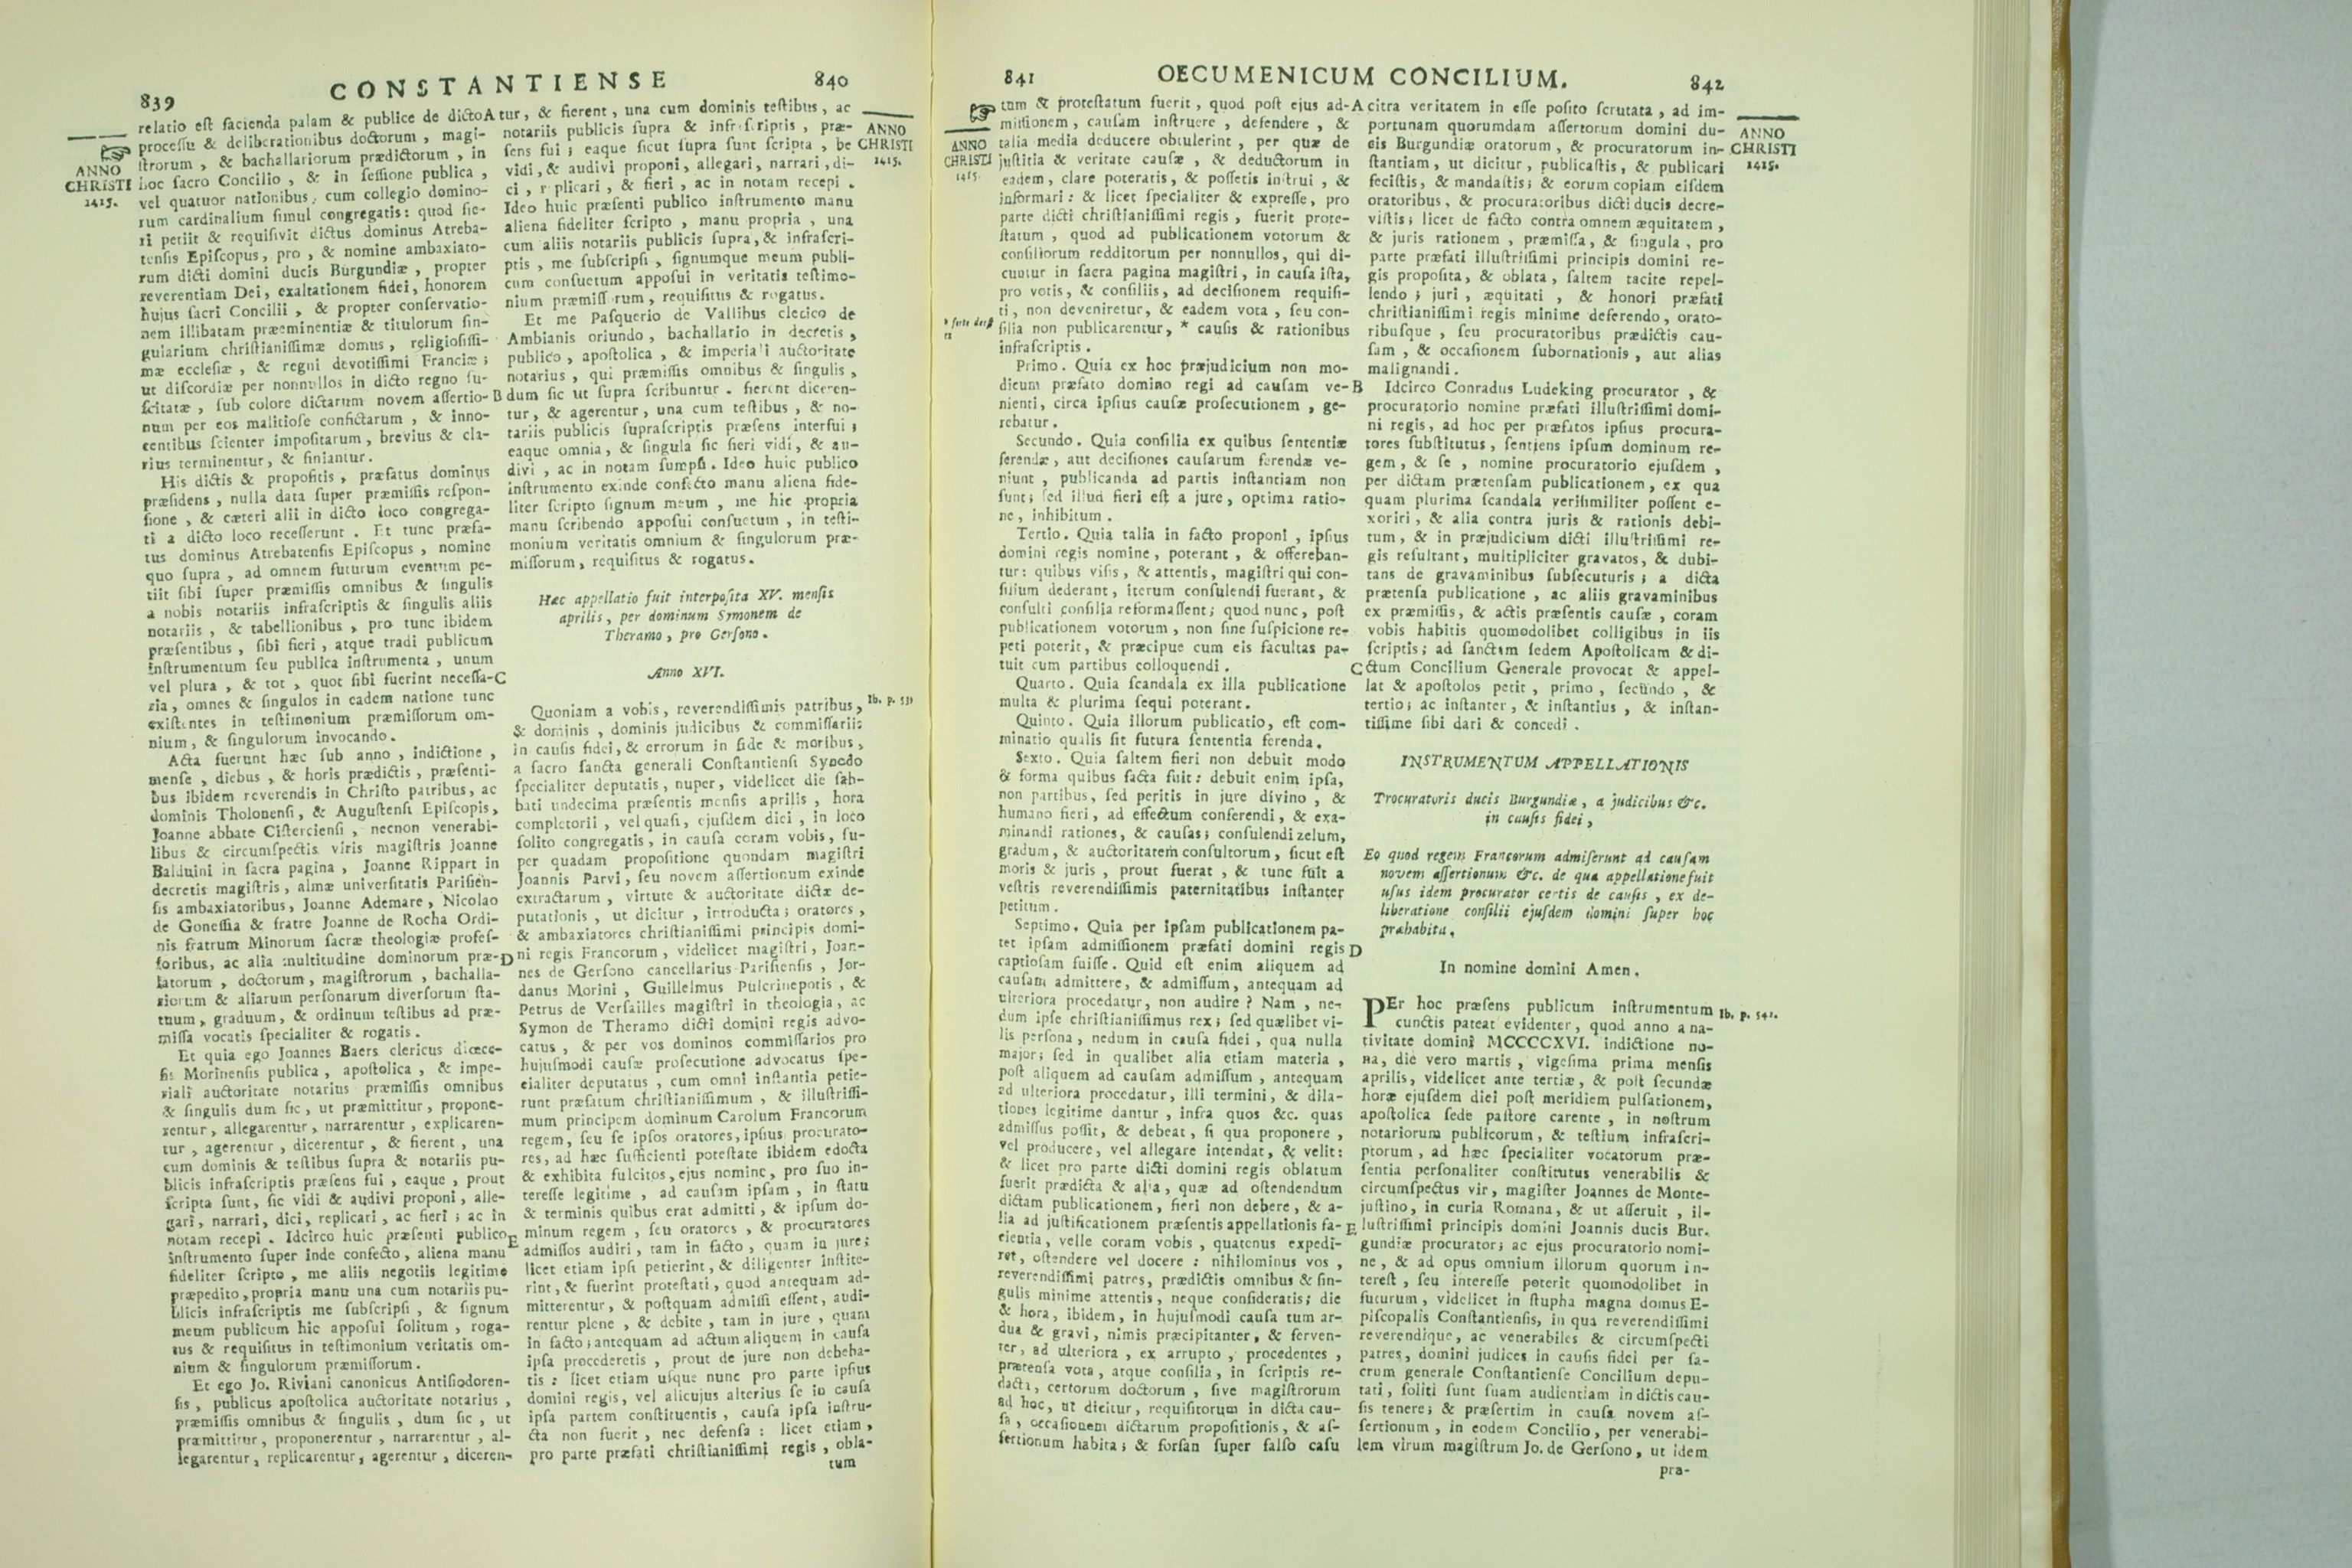 CONSTANTIENSE
839
840
relatio est facienda palam & publice de dicto
processu & deliberationibus doctorum, magi-
strorum, & bachallariorum prædictorum, in
hoc sacro Concilio, & in sessione publica,
vel quatuor nationibus, cum collegio domino-
rum cardinalium simul congregatis: quod fie-
ri petiit & requisivit dictus dominus Atreba-
tensis Episcopus, pro, & nomine ambaxiato-
rum dicti domini ducis Burgundiæ, propter
reverentiam Dei, exaltationem fidei, honorem
hujus sacri Concilii, & propter conservatio-
nem illibatam præeminentiæ & titulorum sin-
gularium christianissimæ domus, religiosissi-
mæ ecclesiæ, & regni devotissimi Franciæ;
ut discordiæ per nonnullos in dicto regno su-
scitatæ, sub colore dictarum novem assertio-
num per eos malitiose confictarum, & inno-
centibus scienter impositarum, brevius & cla-
rius terminentur, & finiantur.
His dictis & propositis, præfatus dominus
præsidens, nulla data super præmissis respon-
sione, & cæteri alii in dicto loco congrega-
ti a dicto loco recesserunt. Et tunc præfa-
tus dominus Atrebatensis Episcopus, nomine
quo supra, ad omnem futurum eventum pe-
tiit sibi super præmissis omnibus & singulis
a nobis notariis infrascriptis & singulis aliis
notariis, & tabellionibus, pro tunc ibidem
præsentibus, sibi fieri, atque tradi publicum
instrumentum seu publica instrumenta, unum
vel plura, & tot, quot sibi fuerint necessa-
ria, omnes & singulos in eadem natione tunc
existentes in testimonium præmissorum om-
nium, & singulorum invocando.
Acta fuerunt hæc sub anno, indictione,
mense, diebus, & horis prædictis, præsenti-
bus ibidem reverendis in Christo patribus, ac
dominis Tholonensi, & Augustensi Episcopis,
Joanne abbate Cisterciensi, necnon venerabi-
libus & circumspectis viris magistris Joanne
Balduini in sacra pagina, Joanne Rippart in
decretis magistris, almæ universitatis Parisien-
sis ambaxiatoribus, Joanne Ademare, Nicolao
de Gonessia & fratre Joanne de Rocha Ordi-
nis fratrum Minorum sacræ theologiæ profes-
soribus, ac alia multitudine dominorum præ-
latorum, doctorum, magistrorum, bachalla-
riorum & aliarum personarum diversorum sta-
tuum, graduum, & ordinum testibus ad præ-
missa vocatis specialiter & rogatis.
Et quia ego Joannes Baers clericus diœce-
sis Morinensis publica, apostolica, & impe-
riali auctoritate notarius præmissis omnibus
& singulis dum sic, ut præmittitur, propone-
rentur, allegarentur, narrarentur, explicaren-
tur, agerentur, dicerentur, & fierent, una
cum dominis & testibus supra & notariis pu-
blicis infrascriptis præsens fui, eaque, prout
scripta sunt, sic vidi & audivi proponi, alle-
gari, narrari, dici, replicari, ac fieri; ac in
notam recepi. Idcirco huic præsenti publico
instrumento super inde confecto, aliena manu
fideliter scripto, me aliis negotiis legitime
præpedito, propria manu una cum notariis pu-
blicis infrascriptis me subscripsi, & signum
meum publicum hic apposui solitum, roga-
tus & requisitus in testimonium veritatis om-
nium & singulorum præmissorum.
Et ego Jo. Riviani canonicus Antisiodoren-
sis, publicus apostolica auctoritate notarius,
præmissis omnibus & singulis, dum sic, ut
præmittitur, proponerentur, narrarentur, al-
legarentur, replicarentur, agerentur, diceren-
ANNO
CHRISTI
1415.
A
B
C
D
E
tur, & fierent, una cum dominis testibus, ac
notariis publicis supra & infrascriptis, præ-
sens fui; eaque sicut supra sunt scripta, be
vidi, & audivi proponi, allegari, narrari, di-
ci, replicari, & fieri, ac in notam recepi.
Ideo huic præsenti publico instrumento manu
aliena fideliter scripto, manu propria, una
cum aliis notariis publicis supra, & infrascri-
ptis, me subscripsi, signumque meum publi-
cum consuetum apposui in veritatis testimo-
nium præmissorum, requisitus & rogatus.
Et me Pasquerio de Vallibus clerico de
Ambianis oriundo, bachallario in decretis,
publico, apostolica, & imperiali auctoritate
notarius, qui præmissis omnibus & singulis,
dum sic ut supra scribuntur. fierent diceren-
tur, & agerentur, una cum testibus, & no-
tariis publicis suprascriptis præsens interfui;
eaque omnia, & singula sic fieri vidi, & au-
divi, ac in notam sumpsi. Ideo huic publico
instrumento exinde confecto manu aliena fide-
liter scripto signum meum, me hic propria
manu scribendo apposui consuetum, in testi-
monium veritatis omnium & singulorum præ-
missorum, requisitus & rogatus.
Hæc appellatio fuit interposita XV. mensis
aprilis, per dominum Symonem de
Theramo, pro Gersono.
Anno XVI.
Quoniam a vobis, reverendissimis patribus,
& dominis, dominis judicibus & commissariis
in causis fidei, & errorum in fide & moribus,
a sacro sancta generali Constantiensi Synodo
specialiter deputatis, nuper, videlicet die sab-
bati undecima præsentis mensis aprilis, hora
completorii, vel quasi, ejusdem diei, in loco
solito congregatis, in causa coram vobis, su-
per quadam propositione quondam magistri
Joannis Parvi, seu novem assertionum exinde
extractarum, virtute & auctoritate dictæ de-
putationis, ut dicitur, introducta; oratores,
& ambaxiatores christianissimi principis domi-
ni regis Francorum, videlicet magistri, Joan-
nes de Gersono cancellarius Parisiensis, Jor-
danus Morini, Guillelmus Pulcrinepotis, &
Petrus de Versailles magistri in theologia, ac
Symon de Theramo dicti domini regis advo-
catus, & per vos dominos commissarios pro
hujusmodi causæ prosecutione advocatus spe-
cialiter deputatus, cum omni instantia petie-
runt præfatum christianissimum, & illustrissi-
mum principem dominum Carolum Francorum
regem, seu se ipsos oratores, ipsius procurato-
res, ad hæc sufficienti potestate ibidem edocta
& exhibita fulcitos, ejus nomine, pro suo in-
teresse legitime, ad causam ipsam, in statu
& terminis quibus erat admitti, & ipsum do-
minum regem, seu oratores, & procuratores
admissos audiri, tam in facto, quam in jure;
licet etiam ipsi petierint, & diligenter instite-
rint, & fuerint protestati, quod antequam ad-
mitterentur, & postquam admissi essent, audi-
rentur plene, & debite, tam in jure, quam
in facto; antequam ad actum aliquem in causa
ipsa procederetis, prout de jure non debeba-
tis: licet etiam usque nunc pro parte ipsius
domini regis, vel alicujus alterius se in causa
ipsa partem constituentis, causa ipsa instru-
cta non fuerit, nec defensa: licet etiam,
pro parte præfati christianissimi regis, obla-
tum
ANNO
CHRISTI
1415.
Ib. p. 539
841
OECUMENICUM CONCILIUM.
842
ANNO
CHRISTI
1415.
tum & protestatum fuerit, quod post ejus ad-
missionem, causam instruere, defendere, &
talia media deducere obtulerint, per quæ de
justitia & veritate causæ, & deductorum in
eadem, clare poteratis, & possetis instrui, &
informari: & licet specialiter & expresse, pro
parte dicti christianissimi regis, fuerit prote-
statum, quod ad publicationem votorum &
consiliorum redditorum per nonnullos, qui di-
cuntur in sacra pagina magistri, in causa ista,
pro votis, & consiliis, ad decisionem requisi-
ti, non deveniretur, & eadem vota, seu con-
silia non publicarentur, * causis & rationibus
infrascriptis.
Primo. Quia ex hoc præjudicium non mo-
dicum præfato domino regi ad causam ve-
nienti, circa ipsius causæ prosecutionem, ge-
rebatur.
Secundo. Quia consilia ex quibus sententiæ
ferendæ, aut decisiones causarum ferendæ ve-
niunt, publicanda ad partis instantiam non
sunt; sed illud fieri est a jure, optima ratio-
ne, inhibitum.
Tertio. Quia talia in facto proponi, ipsius
domini regis nomine, poterant, & offereban-
tur: quibus visis, & attentis, magistri qui con-
silium dederant, iterum consulendi fuerant, &
consulti consilia reformassent; quod nunc, post
publicationem votorum, non sine suspicione re-
peti poterit, & præcipue cum eis facultas pa-
tuit cum partibus colloquendi.
Quarto. Quia scandala ex illa publicatione
multa & plurima sequi poterant.
Quinto. Quia illorum publicatio, est com-
minatio qualis sit futura sententia ferenda.
Sexto. Quia saltem fieri non debuit modo
& forma quibus facta fuit: debuit enim ipsa,
non partibus, sed peritis in jure divino, &
humano fieri, ad effectum conferendi, & exa-
minandi rationes, & causas; consulendi zelum,
gradum, & auctoritatem consultorum, sicut est
moris & juris, prout fuerat, & tunc fuit a
vestris reverendissimis paternitatibus instanter
petitum.
Septimo. Quia per ipsam publicationem pa-
tet ipsam admissionem præfati domini regis
captiosam fuisse. Quid est enim aliquem ad
causam admittere, & admissum, antequam ad
ulteriora procedatur, non audire? Nam, ne-
dum ipse christianissimus rex; sed quælibet vi-
lis persona, nedum in causa fidei, qua nulla
major; sed in qualibet alia etiam materia,
post aliquem ad causam admissum, antequam
ad ulteriora procedatur, illi termini, & dila-
tiones legitime dantur, infra quos &c. quas
admissus possit, & debeat, si qua proponere,
vel producere, vel allegare intendat, & velit:
& licet pro parte dicti domini regis oblatum
fuerit prædicta & alia, quæ ad ostendendum
dictam publicationem, fieri non debere, & a-
lia ad justificationem præsentis appellationis fa-
cientia, velle coram vobis, quatenus expedi-
ret, ostendere vel docere: nihilominus vos,
reverendissimi patres, prædictis omnibus & sin-
gulis minime attentis, neque consideratis; die
& hora, ibidem, in hujusmodi causa tum ar-
dua & gravi, nimis præcipitanter, & ferven-
ter, ad ulteriora, ex arrupto, procedentes,
prætensa vota, atque consilia, in scriptis re-
dacta, certorum doctorum, sive magistrorum
ad hoc, ut dicitur, requisitorum in dicta cau-
sa, occasionem dictarum propositionis, & as-
sertionum habita; & forsan super falso casu
A
B
C
D
E
citra veritatem in esse posito scrutata, ad im-
portunam quorumdam assertorum domini du-
cis Burgundiæ oratorum, & procuratorum in-
stantiam, ut dicitur, publicastis, & publicari
fecistis, & mandastis; & eorum copiam eisdem
oratoribus, & procuratoribus dicti ducis decre-
vistis; licet de facto contra omnem æquitatem,
& juris rationem, præmissa, & singula, pro
parte præfati illustrissimi principis domini re-
gis proposita, & oblata, saltem tacite repel-
lendo; juri, æquitati, & honori præfati
christianissimi regis minime deferendo, orato-
ribusque, seu procuratoribus prædictis cau-
sam, & occasionem subornationis, aut alias
malignandi.
Idcirco Conradus Ludeking procurator, &
procuratorio nomine præfati illustrissimi domi-
ni regis, ad hoc per præfatos ipsius procura-
tores substitutus, sentiens ipsum dominum re-
gem, & se, nomine procuratorio ejusdem,
per dictam prætensam publicationem, ex qua
quam plurima scandala verisimiliter possent e-
xoriri, & alia contra juris & rationis debi-
tum, & in præjudicium dicti illustrissimi re-
gis resultant, multipliciter gravatos, & dubi-
tans de gravaminibus subsecuturis; a dicta
prætensa publicatione, ac aliis gravaminibus
ex præmissis, & actis præsentis causæ, coram
vobis habitis quomodolibet colligibus in iis
scriptis; ad sanctam sedem Apostolicam & di-
ctum Concilium Generale provocat & appel-
lat & apostolos petit, primo, secundo, &
tertio; ac instanter, & instantius, & instan-
tissime sibi dari & concedi.
INSTRUMENTUM APPELLATIONIS
Procuratoris ducis Burgundiæ, a judicibus &c.
in causis fidei,
Eo quod regem Francorum admiserunt ad causam
novem assertionum &c. de qua appellatione fuit
usus idem procurator certis de causis, ex de-
liberatione consilii ejusdem domini super hoc
præhabita.
In nomine domini Amen.
PEr hoc præsens publicum instrumentum
cunctis pateat evidenter, quod anno a na-
tivitate domini MCCCCXVI. indictione no-
na, die vero martis, vigesima prima mensis
aprilis, videlicet ante tertiæ, & post secundæ
horæ ejusdem diei post meridiem pulsationem,
apostolica sede pastore carente, in nostrum
notariorum publicorum, & testium infrascri-
ptorum, ad hæc specialiter vocatorum præ-
sentia personaliter constitutus venerabilis &
circumspectus vir, magister Joannes de Monte-
justino, in curia Romana, & ut asseruit, il-
lustrissimi principis domini Joannis ducis Bur.
gundiæ procurator; ac ejus procuratorio nomi-
ne, & ad opus omnium illorum quorum in-
terest, seu interesse poterit quomodolibet in
futurum, videlicet in stupha magna domus E-
piscopalis Constantiensis, in qua reverendissimi
reverendique, ac venerabiles & circumspecti
patres, domini judices in causis fidei per sa-
crum generale Constantiense Concilium depu-
tati, soliti sunt suam audientiam in dictis cau-
sis tenere; & præsertim in causa novem as-
sertionum, in eodem Concilio, per venerabi-
lem virum magistrum Jo. de Gersono, ut idem
pra-
ANNO
CHRISTI
1415.
Ib. p. 541.